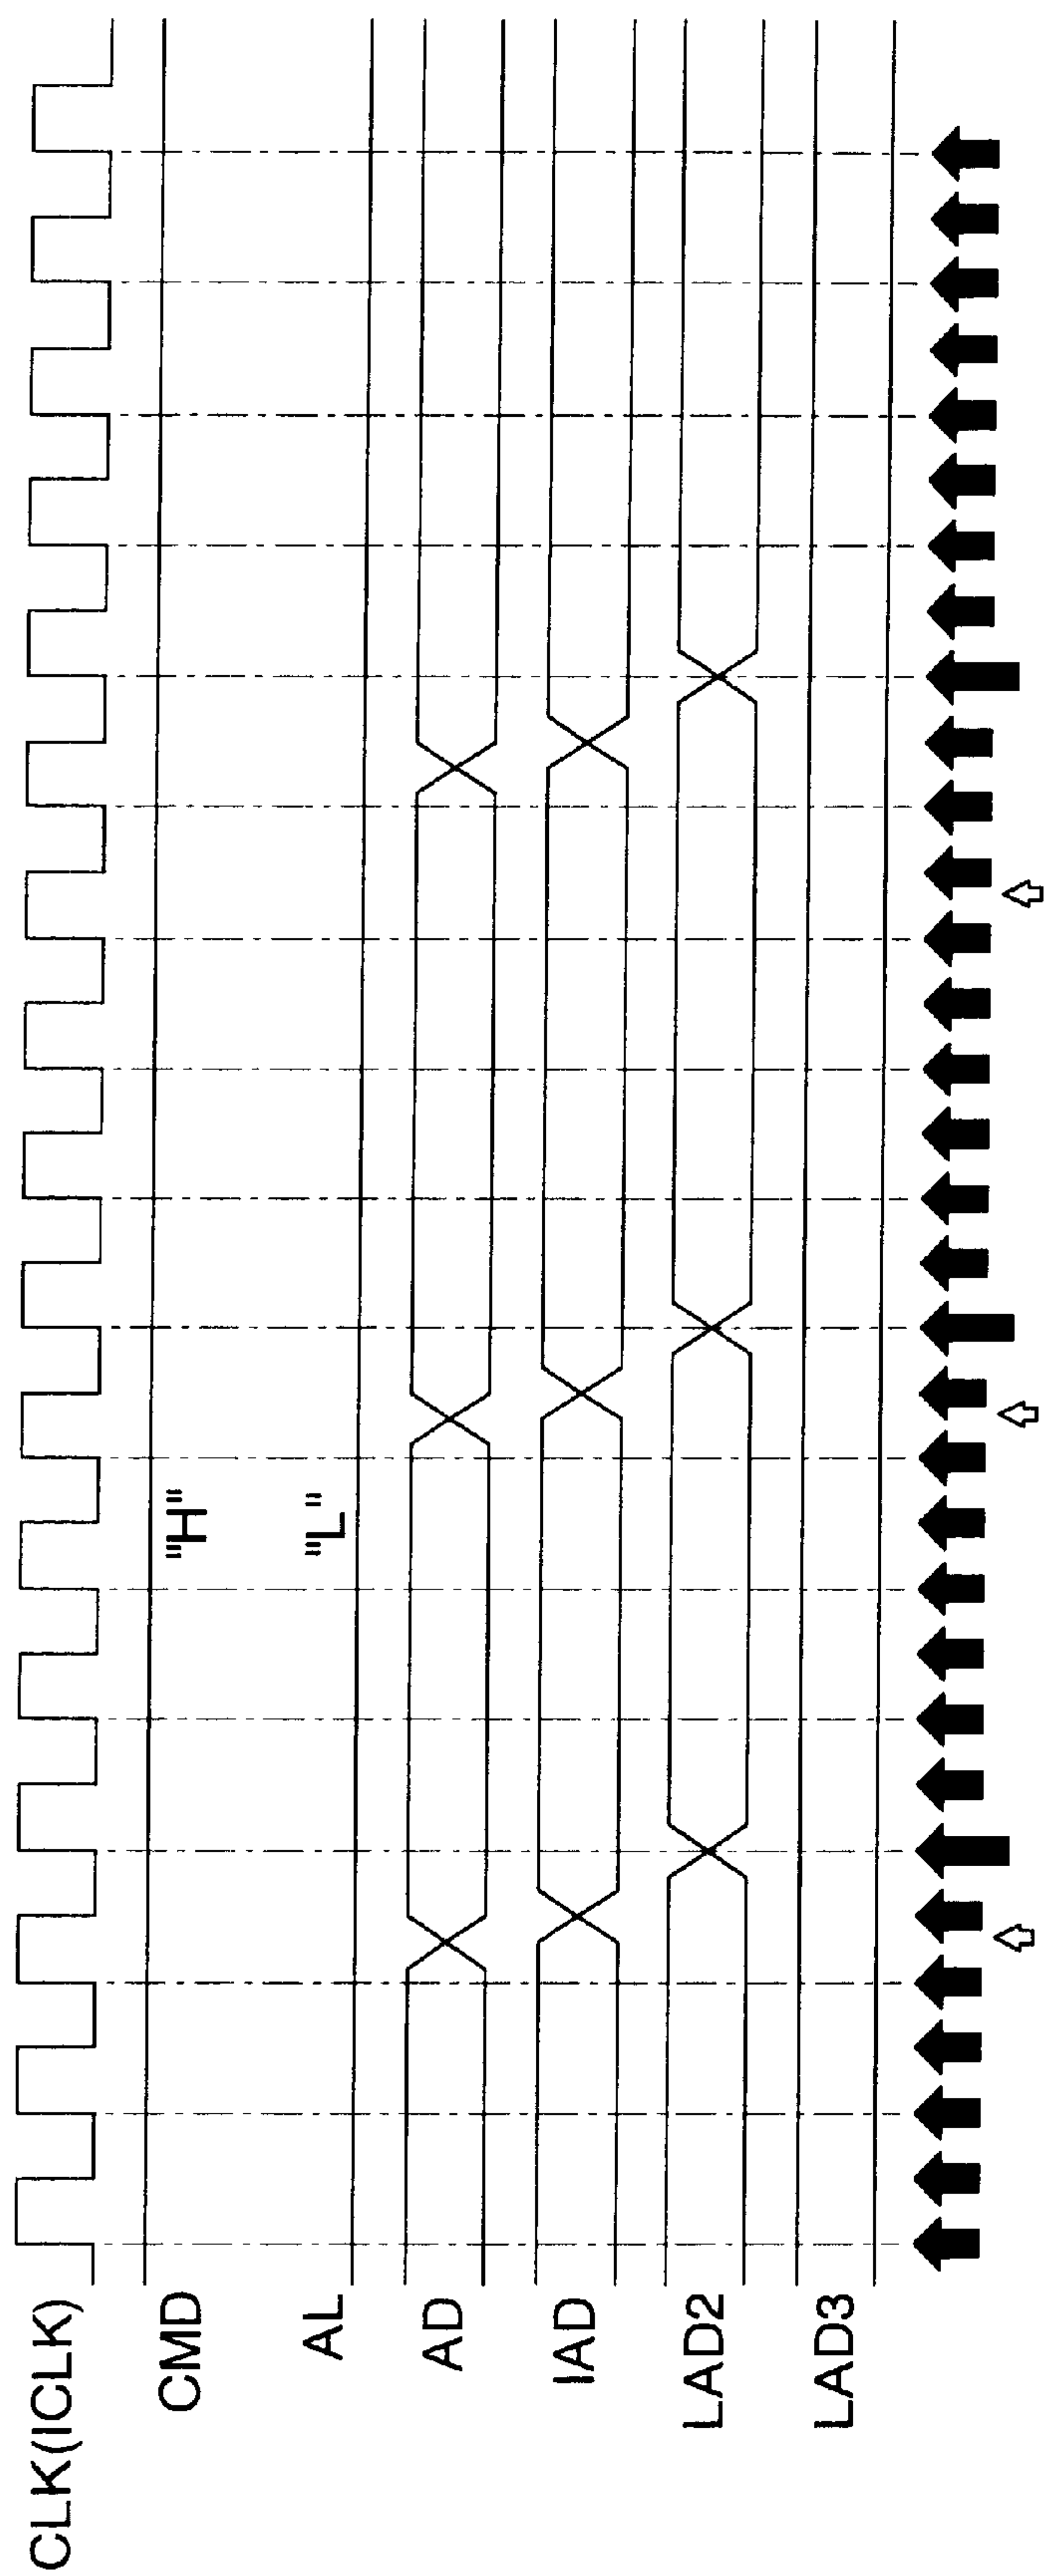 CLK(ICLK)
CMD
"H"
AL
"L"
AD
IAD
LAD2
LAD3